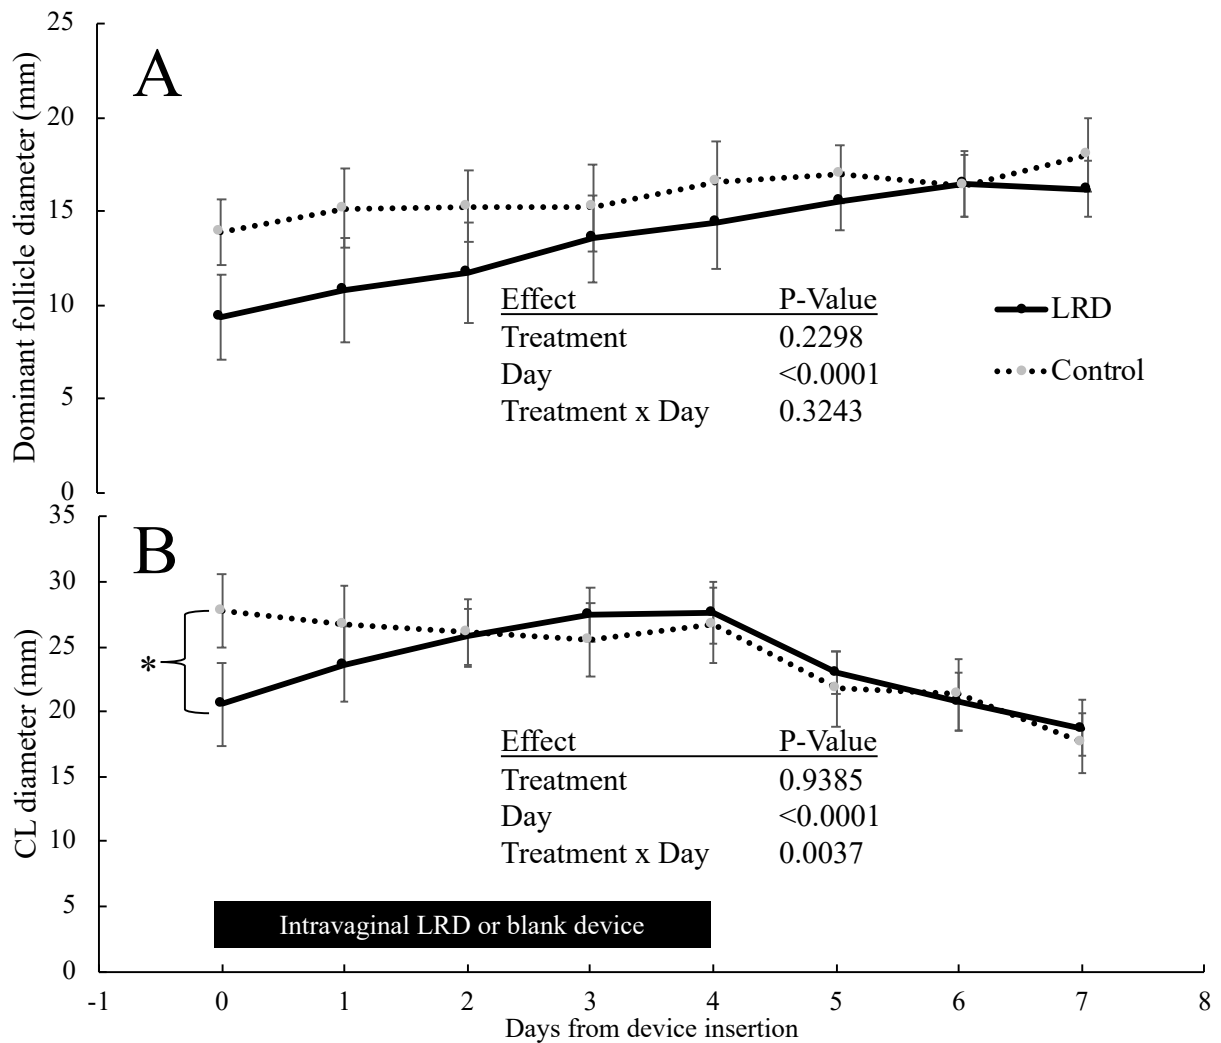 A
Dominant follicle diameter (mm)
25
20
15
10
5
0
Effect P-Value
Treatment 0.2298
Day <0.0001
Treatment x Day 0.3243
LRD
Control
B
CL diameter (mm)
35
30
25
20
15
10
5
0
*
Effect P-Value
Treatment 0.9385
Day <0.0001
Treatment x Day 0.0037
Intravaginal LRD or blank device
-1 0 1 2 3 4 5 6 7 8
Days from device insertion